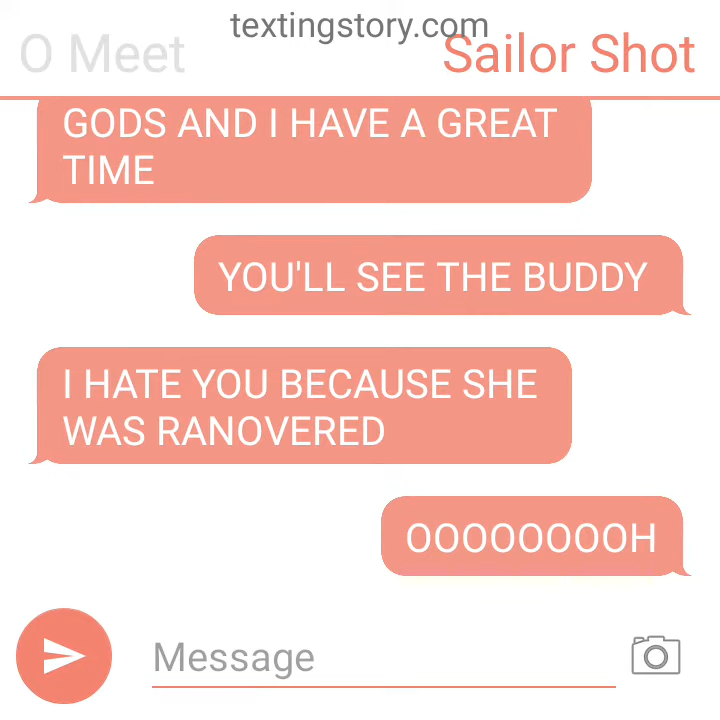 textingstory.com
O Meet
Sailor Shot
GODS AND I HAVE A GREAT
TIME
YOU'LL SEE THE BUDDY
I HATE YOU BECAUSE SHE
WAS RANOVERED
OOOOOOOOH
Message